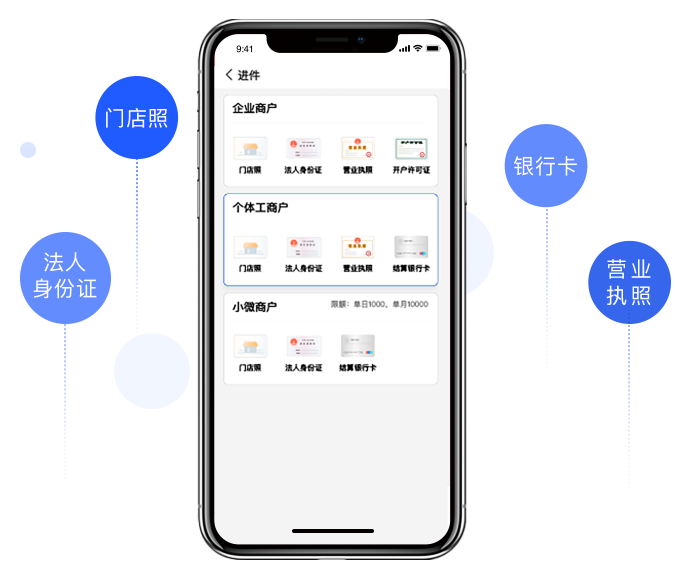 门店照
法人
身份证
银行卡
营业
执照
9:41
进件
企业商户
门店照 法人身份证 营业执照 开户许可证
个体工商户
门店照 法人身份证 营业执照 结算银行卡
小微商户 限额：单日1000，单月10000
门店照 法人身份证 结算银行卡